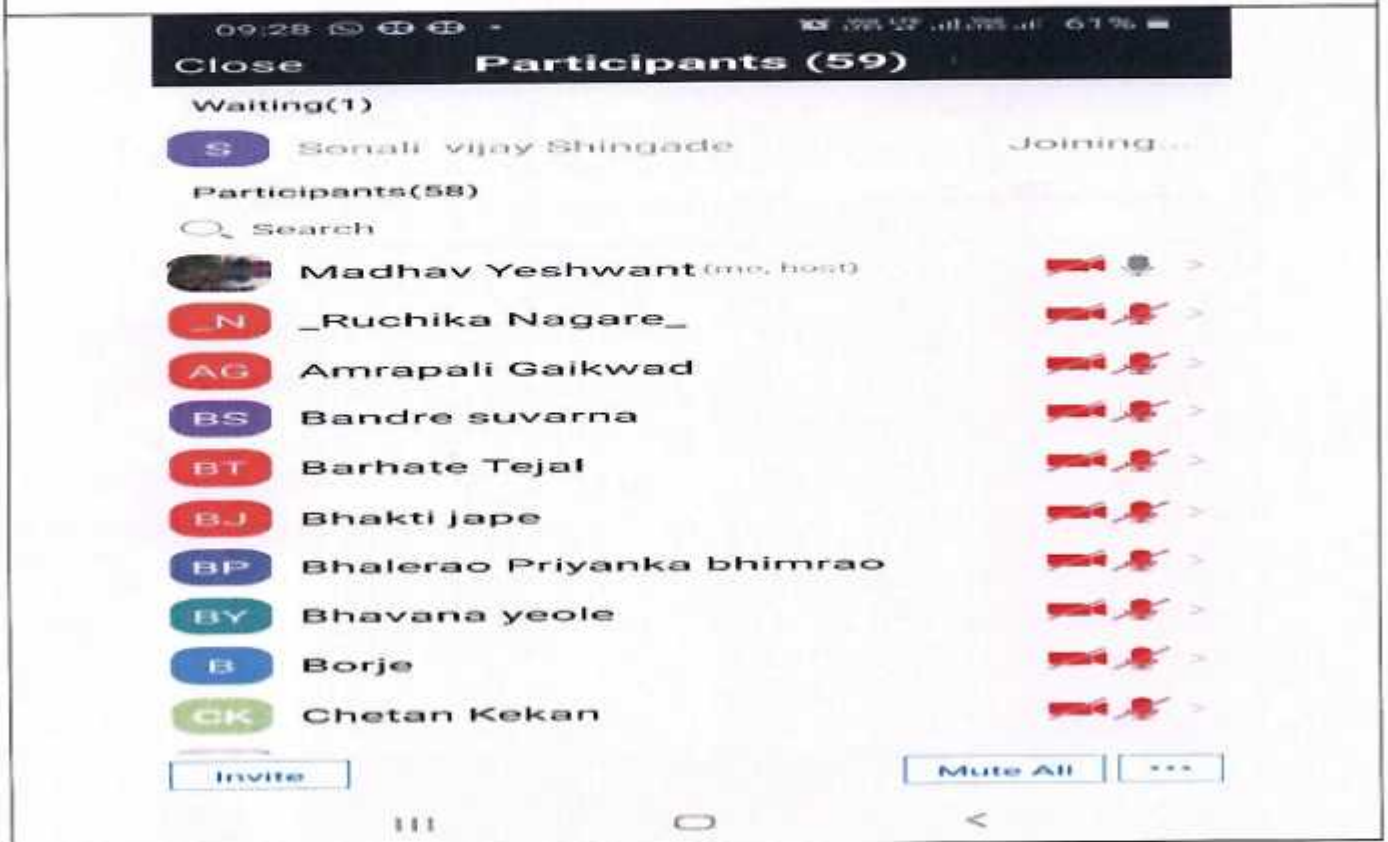 09:28 61%
Close Participants (59)
Waiting(1)
S Sonali vijay Shingade Joining...
Participants(58)
Search
Madhav Yeshwant (me, host)
_N _Ruchika Nagare_
AG Amrapali Gaikwad
BS Bandre suvarna
BT Barhate Tejal
BJ Bhakti jape
BP Bhalerao Priyanka bhimrao
BY Bhavana yeole
B Borje
CK Chetan Kekan
Invite Mute All ...